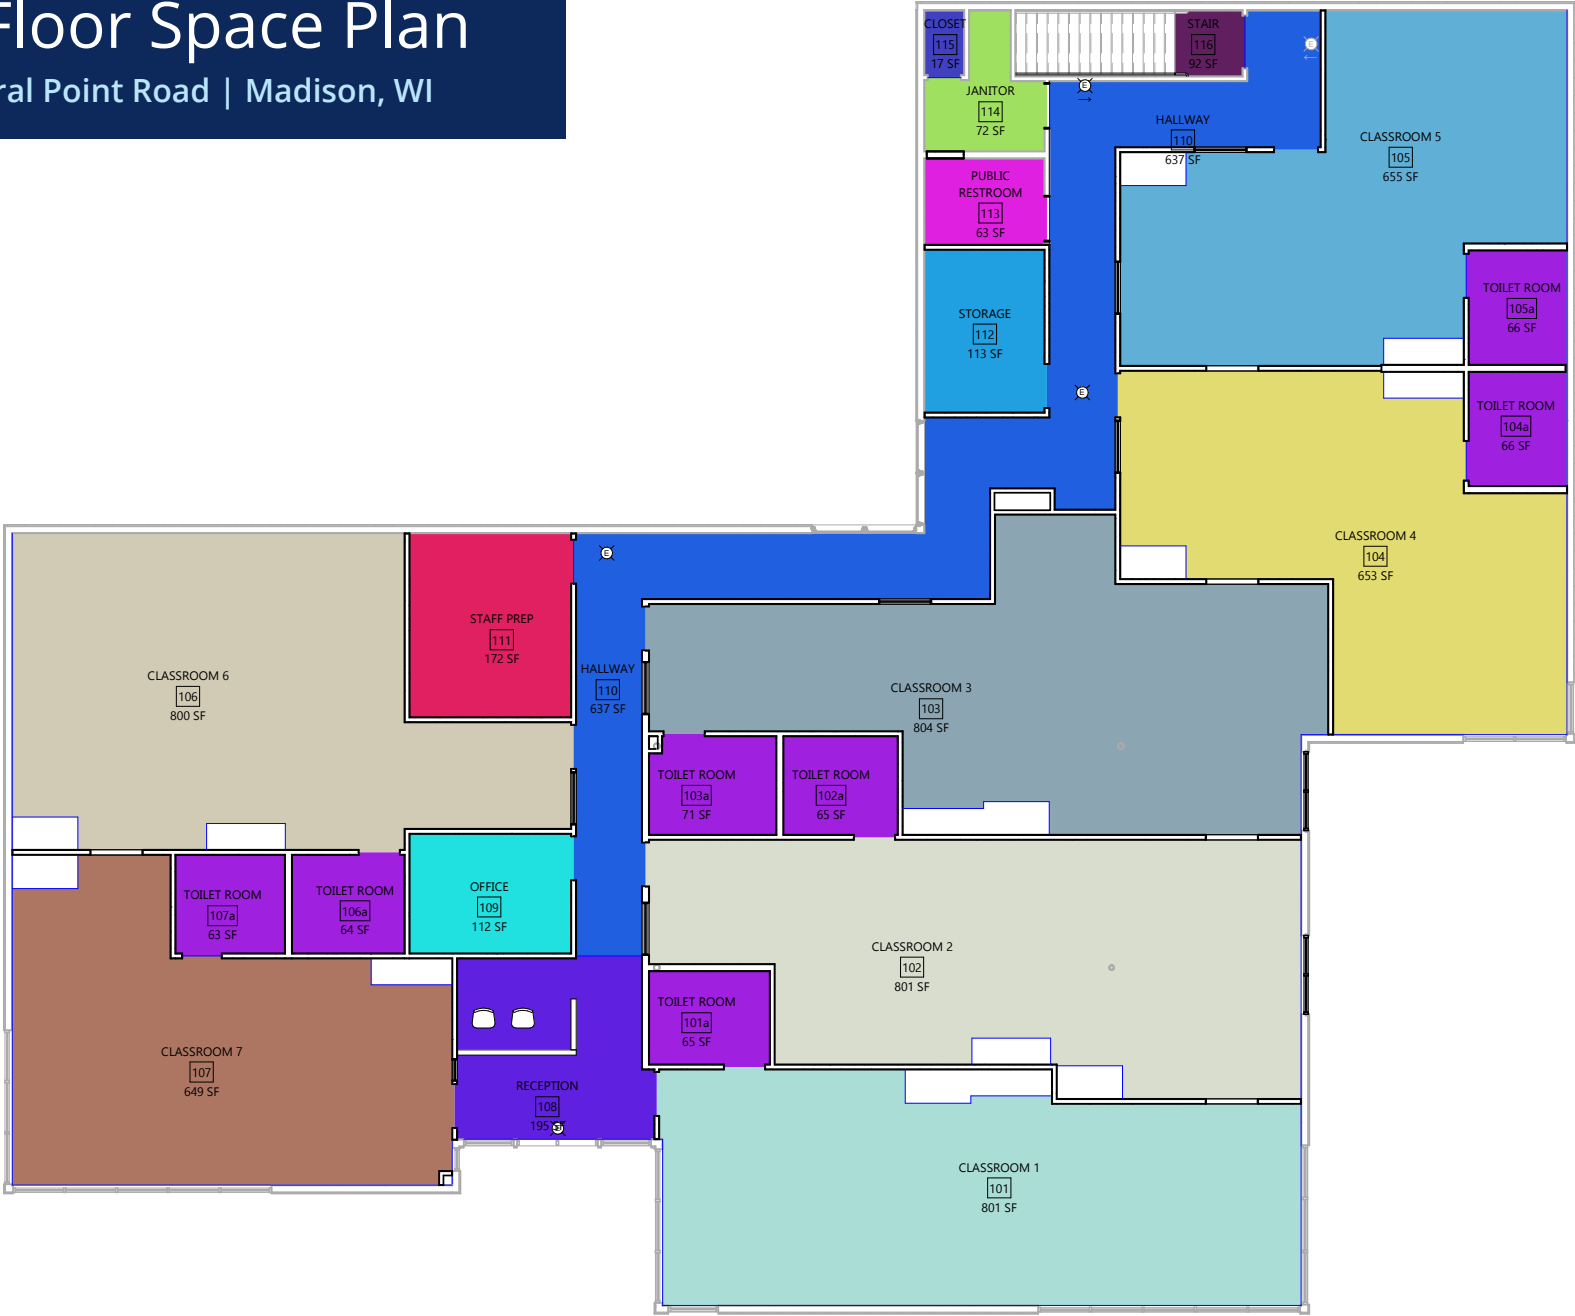 Floor Space Plan
ral Point Road | Madison, WI
CLOSET
115
17 SF
STAIR
116
92 SF
E
←
E
→
JANITOR
114
72 SF
HALLWAY
110
637 SF
CLASSROOM 5
105
655 SF
PUBLIC
RESTROOM
113
63 SF
STORAGE
112
113 SF
TOILET ROOM
105a
66 SF
E
TOILET ROOM
104a
66 SF
CLASSROOM 4
104
653 SF
E
STAFF PREP
111
172 SF
HALLWAY
110
637 SF
CLASSROOM 6
106
800 SF
CLASSROOM 3
103
804 SF
TOILET ROOM
103a
71 SF
TOILET ROOM
102a
65 SF
TOILET ROOM
107a
63 SF
TOILET ROOM
106a
64 SF
OFFICE
109
112 SF
CLASSROOM 2
102
801 SF
TOILET ROOM
101a
65 SF
CLASSROOM 7
107
649 SF
RECEPTION
108
195 SF
CLASSROOM 1
101
801 SF